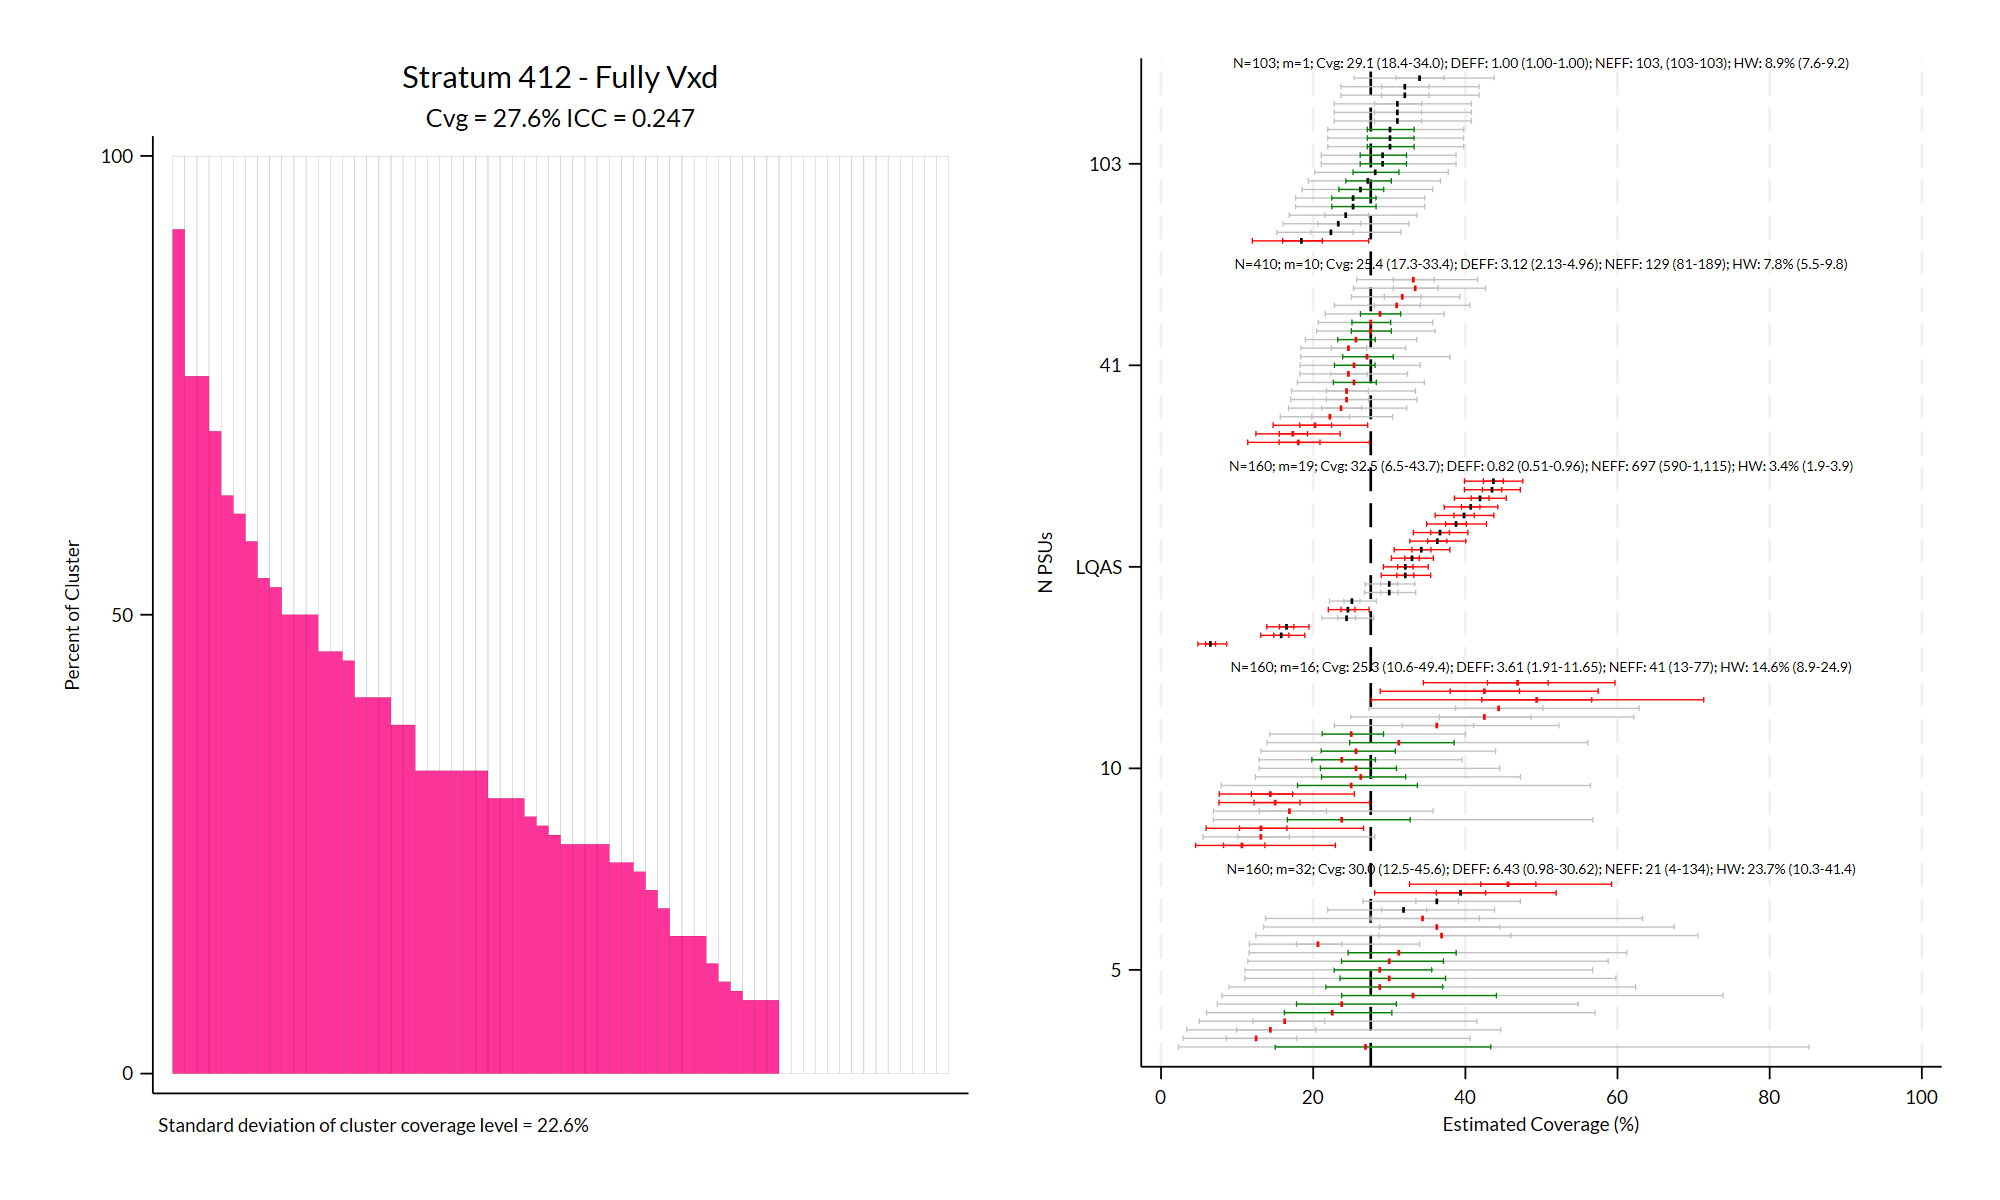 Stratum 412 - Fully Vxd
Cvg = 27.6% ICC = 0.247
100
50
0
Percent of Cluster
Standard deviation of cluster coverage level = 22.6%
N=103; m=1; Cvg: 29.1 (18.4-34.0); DEFF: 1.00 (1.00-1.00); NEFF: 103, (103-103); HW: 8.9% (7.6-9.2)
103
N=410; m=10; Cvg: 25.4 (17.3-33.4); DEFF: 3.12 (2.13-4.96); NEFF: 129 (81-189); HW: 7.8% (5.5-9.8)
41
N=160; m=19; Cvg: 32.5 (6.5-43.7); DEFF: 0.82 (0.51-0.96); NEFF: 697 (590-1,115); HW: 3.4% (1.9-3.9)
LQAS
N=160; m=16; Cvg: 25.3 (10.6-49.4); DEFF: 3.61 (1.91-11.65); NEFF: 41 (13-77); HW: 14.6% (8.9-24.9)
10
N=160; m=32; Cvg: 30.0 (12.5-45.6); DEFF: 6.43 (0.98-30.62); NEFF: 21 (4-134); HW: 23.7% (10.3-41.4)
5
N PSUs
0 20 40 60 80 100
Estimated Coverage (%)